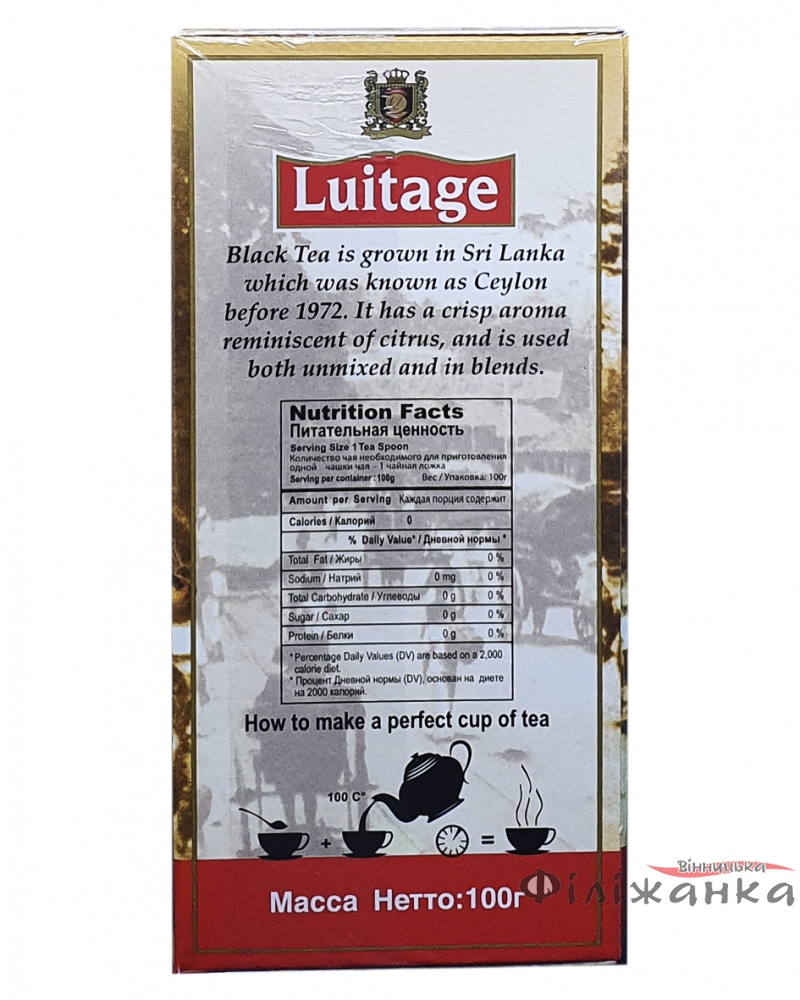 Luitage
Black Tea is grown in Sri Lanka
which was known as Ceylon
before 1972. It has a crisp aroma
reminiscent of citrus, and is used
both unmixed and in blends.
Nutrition Facts
Питательная ценность
Serving Size 1 Tea Spoon
Количество чая необходимого для приготовления
одной чашки чая - 1 чайная ложка
Serving per container : 100g Вес / Упаковка: 100г
Amount per Serving Каждая порция содержит
Calories / Калорий 0
% Daily Value* / Дневной нормы *
Total Fat / Жиры 0 %
Sodium / Натрий 0 mg 0 %
Total Carbohydrate / Углеводы 0 g 0 %
Sugar / Сахар 0 g 0 %
Protein / Белки 0 g 0 %
* Percentage Daily Values (DV) are based on a 2,000
calorie diet.
* Процент Дневной нормы (DV), основан на диете
на 2000 калорий.
How to make a perfect cup of tea
100 C°
+ =
Масса Нетто:100г
Вінницька
Філіжанка